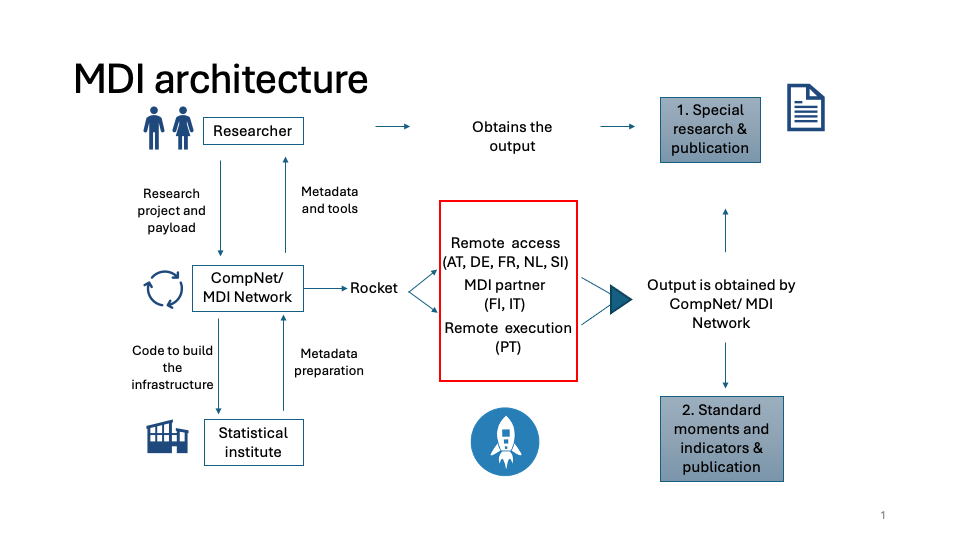 MDI architecture
Researcher
Obtains the
output
1. Special
research &
publication
Research
project and
payload
Metadata
and tools
CompNet/
MDI Network
Rocket
Remote access
(AT, DE, FR, NL, SI)
MDI partner
(FI, IT)
Remote execution
(PT)
Output is obtained by
CompNet/ MDI
Network
Code to build
the
infrastructure
Metadata
preparation
Statistical
institute
2. Standard
moments and
indicators &
publication
1